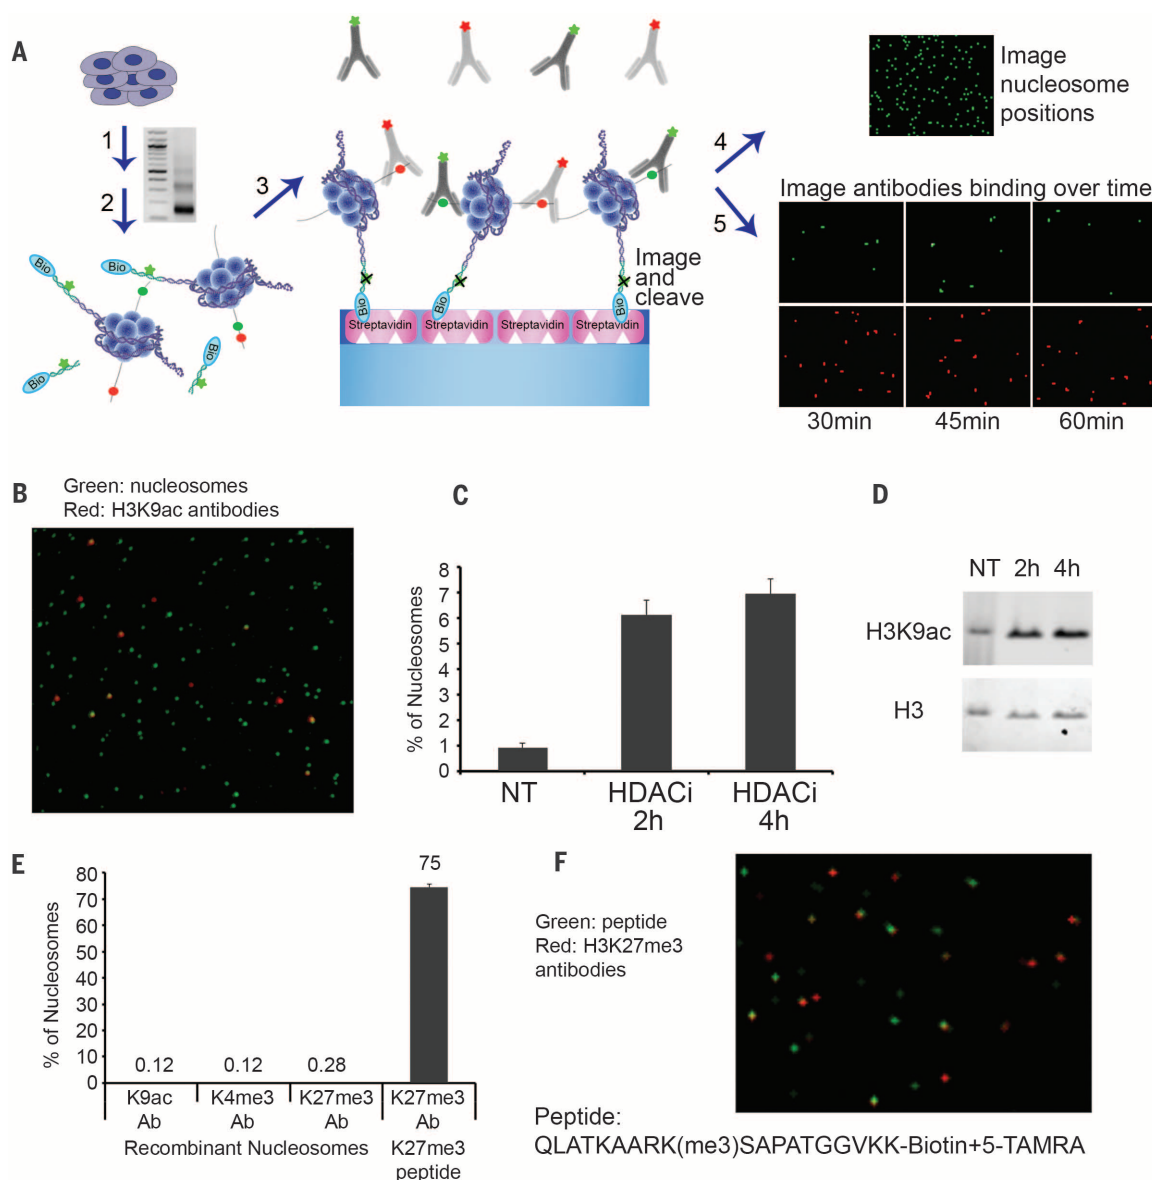 A
1
2
Bio
Bio
Bio
Bio
3
Image
and
cleave
Bio
Bio
Bio
Streptavidin
Streptavidin
Streptavidin
Streptavidin
4
5
Image
nucleosome
positions
Image antibodies binding over time
30min
45min
60min
B
Green: nucleosomes
Red: H3K9ac antibodies
C
% of Nucleosomes
8
7
6
5
4
3
2
1
0
NT
HDACi
2h
HDACi
4h
D
NT 2h 4h
H3K9ac
H3
E
% of Nucleosomes
80
70
60
50
40
30
20
10
0
0.12
0.12
0.28
75
K9ac
Ab
K4me3
Ab
K27me3
Ab
K27me3
Ab
Recombinant Nucleosomes
K27me3
peptide
F
Green: peptide
Red: H3K27me3
antibodies
Peptide:
QLATKAARK(me3)SAPATGGVKK-Biotin+5-TAMRA